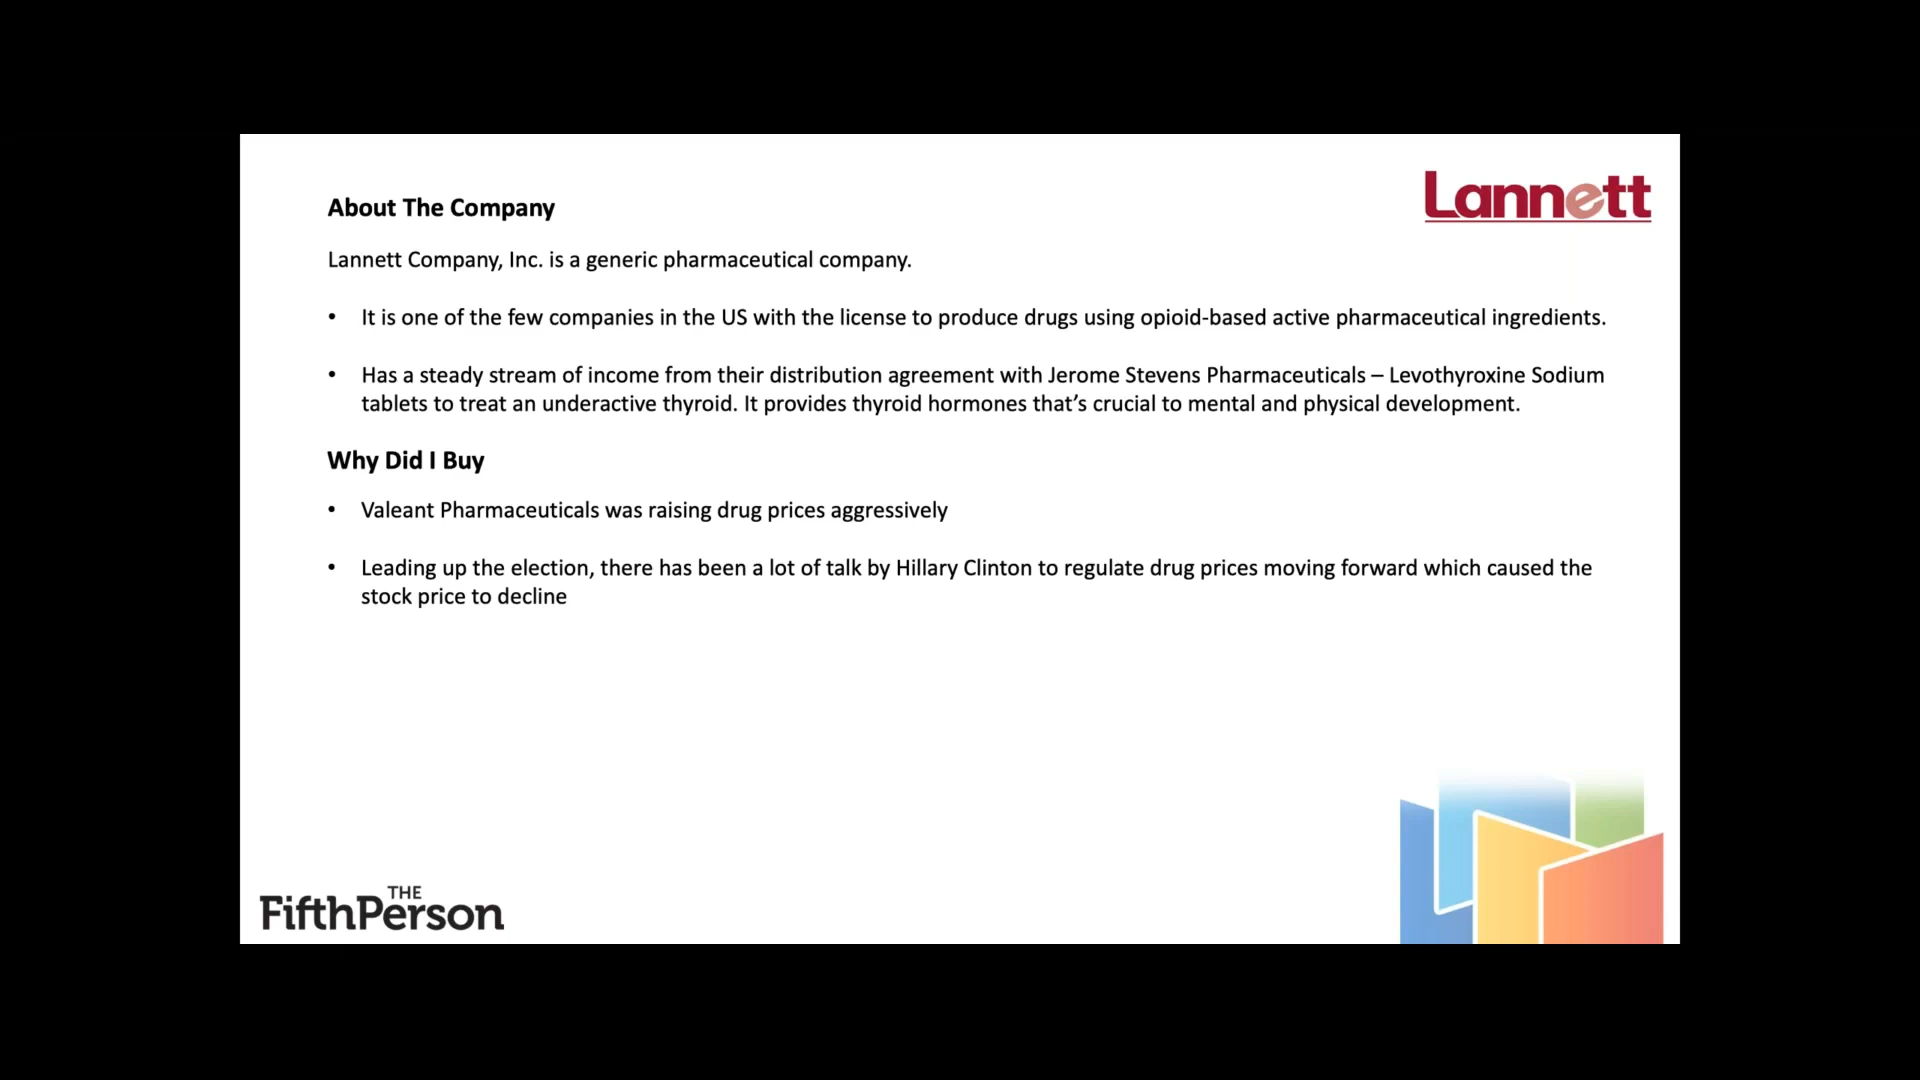 Lannett
About The Company
Lannett Company, Inc. is a generic pharmaceutical company.
• It is one of the few companies in the US with the license to produce drugs using opioid-based active pharmaceutical ingredients.
• Has a steady stream of income from their distribution agreement with Jerome Stevens Pharmaceuticals – Levothyroxine Sodium
tablets to treat an underactive thyroid. It provides thyroid hormones that’s crucial to mental and physical development.
Why Did I Buy
• Valeant Pharmaceuticals was raising drug prices aggressively
• Leading up the election, there has been a lot of talk by Hillary Clinton to regulate drug prices moving forward which caused the
stock price to decline
THE
FifthPerson